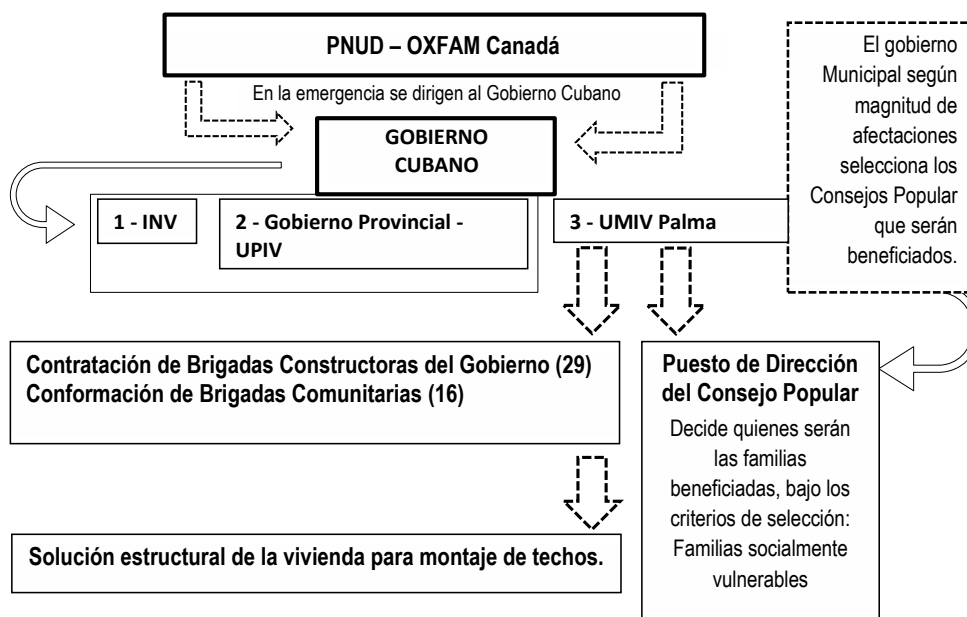 PNUD – OXFAM Canadá
En la emergencia se dirigen al Gobierno Cubano
GOBIERNO
CUBANO
El gobierno
Municipal según
magnitud de
afectaciones
selecciona los
Consejos Popular
que serán
beneficiados.
1 - INV
2 - Gobierno Provincial -
UPIV
3 - UMIV Palma
Contratación de Brigadas Constructoras del Gobierno (29)
Conformación de Brigadas Comunitarias (16)
Puesto de Dirección
del Consejo Popular
Decide quienes serán
las familias
beneficiadas, bajo los
criterios de selección:
Familias socialmente
vulnerables
Solución estructural de la vivienda para montaje de techos.